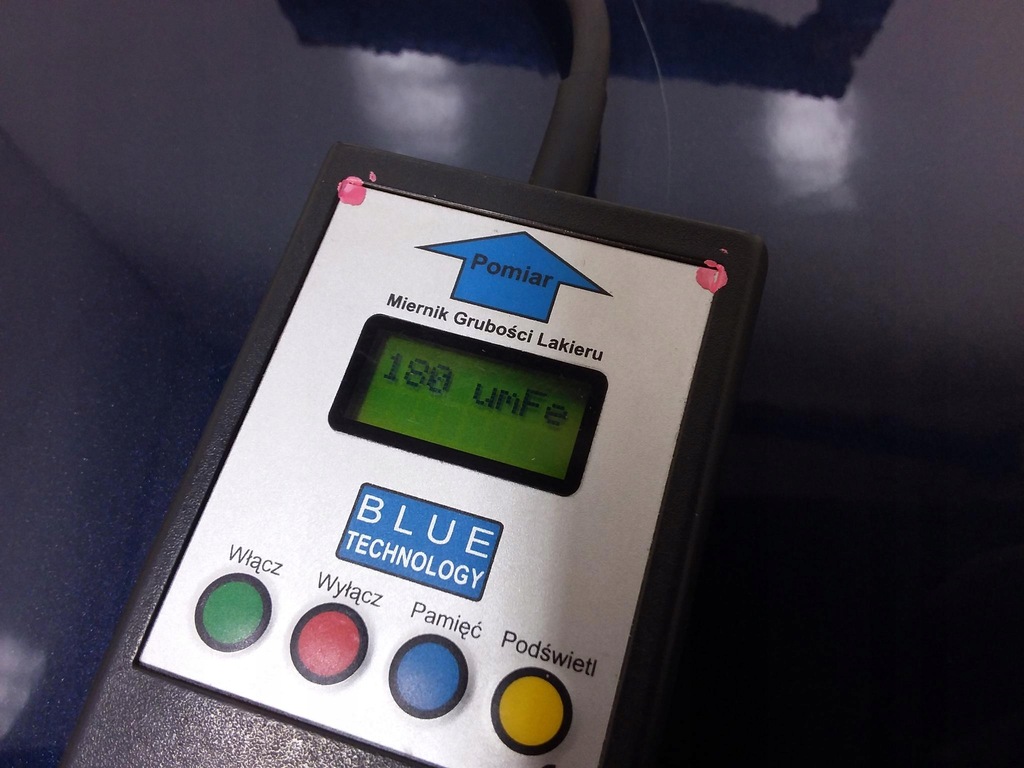 Pomiar
Miernik Grubości Lakieru
180 umFe
BLUE
TECHNOLOGY
Włącz
Wyłącz
Pamięć
Podświetl